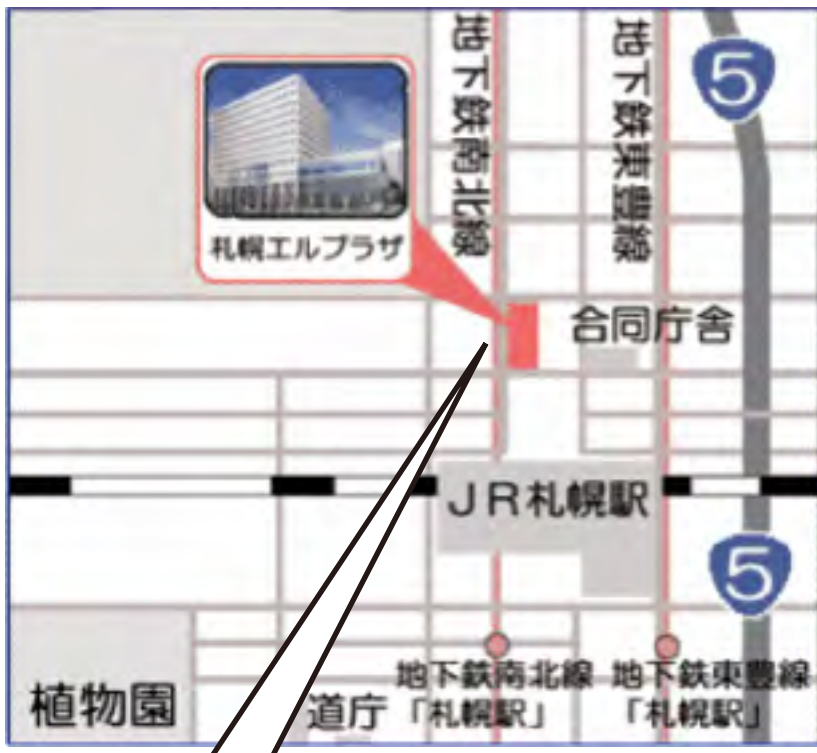 地下鉄南北線
地下鉄東豊線
5
札幌エルプラザ
合同庁舎
JR札幌駅
5
地下鉄南北線
「札幌駅」
地下鉄東豊線
「札幌駅」
植物園
道庁